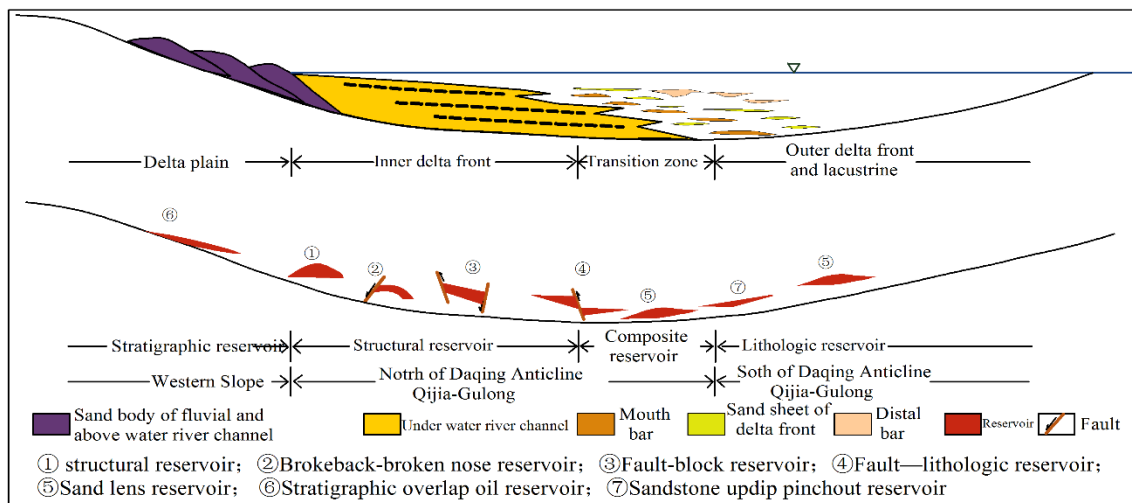 Delta plain
Inner delta front
Transition zone
Outer delta front
and lacustrine
⑥
①
②
③
④
⑤
⑦
⑤
Stratigraphic reservoir
Structural reservoir
Composite
reservoir
Lithologic reservoir
Western Slope
Notrh of Daqing Anticline
Qijia-Gulong
Soth of Daqing Anticline
Qijia-Gulong
Sand body of fluvial and
above water river channel
Under water river channel
Mouth
bar
Sand sheet of
delta front
Distal
bar
Reservoir
Fault
① structural reservoir; ②Brokeback-broken nose reservoir; ③Fault-block reservoir; ④Fault—lithologic reservoir;
⑤Sand lens reservoir; ⑥Stratigraphic overlap oil reservoir; ⑦Sandstone updip pinchout reservoir